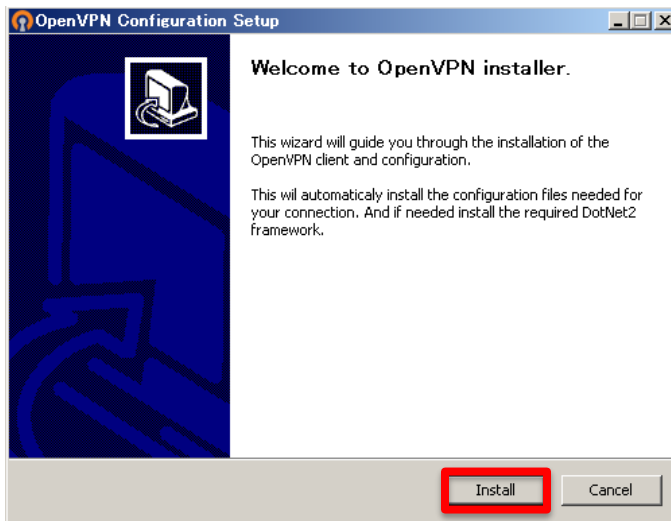 OpenVPN Configuration Setup
Welcome to OpenVPN installer.
This wizard will guide you through the installation of the
OpenVPN client and configuration.
This wil automaticaly install the configuration files needed for
your connection. And if needed install the required DotNet2
framework.
Install
Cancel